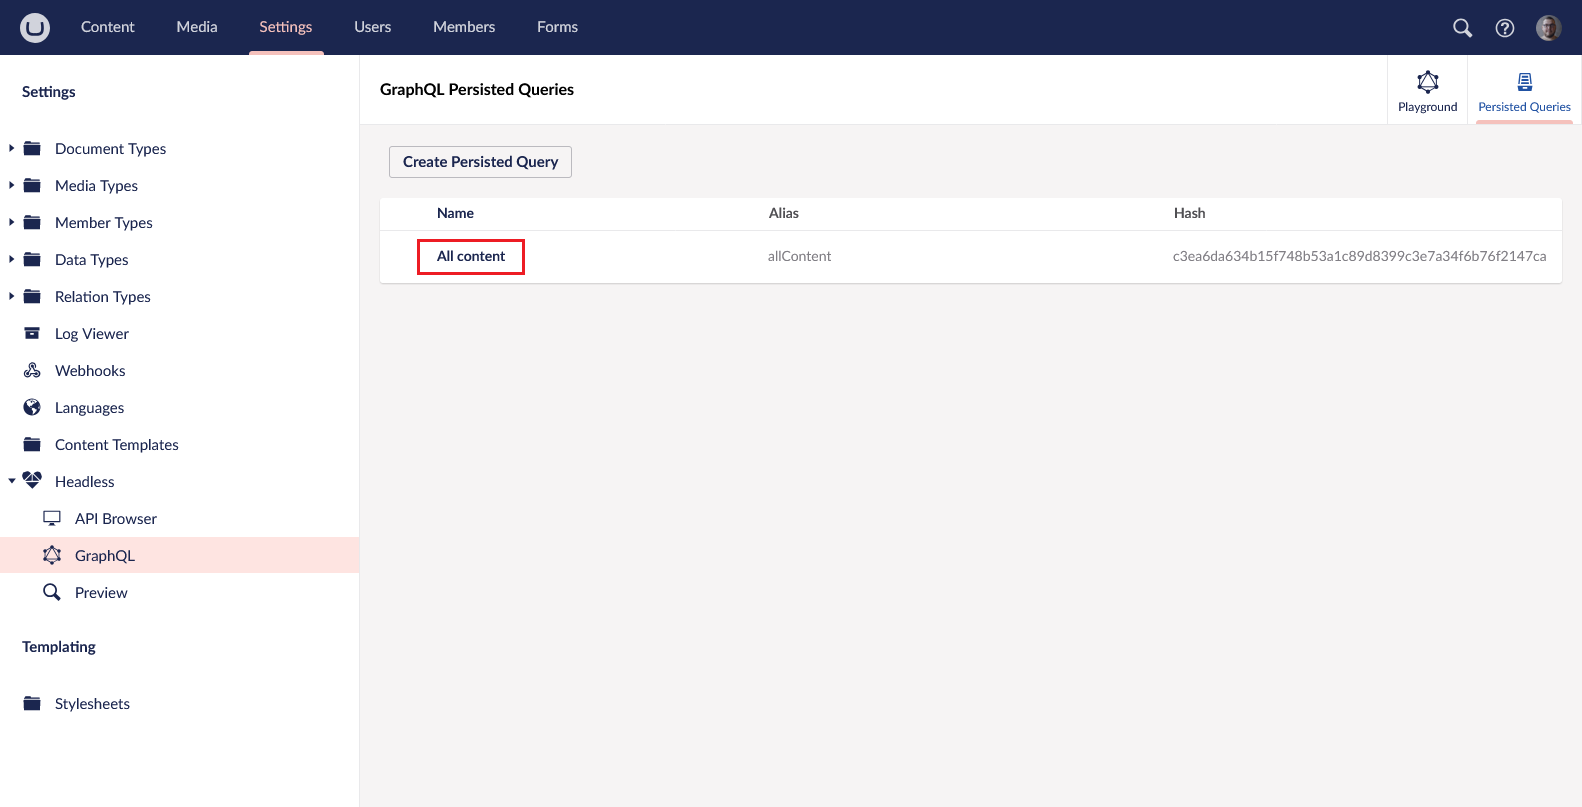 Content Media Settings Users Members Forms
Settings
Document Types
Media Types
Member Types
Data Types
Relation Types
Log Viewer
Webhooks
Languages
Content Templates
Headless
API Browser
GraphQL
Preview
Templating
Stylesheets
GraphQL Persisted Queries
Playground
Persisted Queries
Create Persisted Query
Name Alias Hash
All content allContent c3ea6da634b15f748b53a1c89d8399c3e7a34f6b76f2147ca